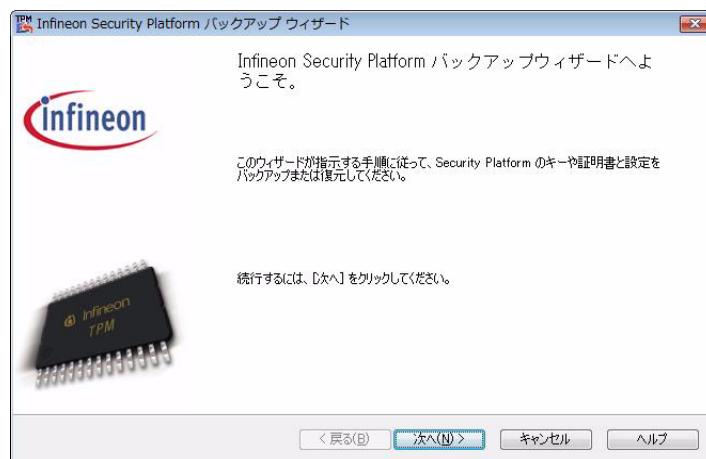 TPM
Infineon Security Platform バックアップ ウィザード
Infineon Security Platform バックアップウィザードへよ
うこそ。
infineon
このウィザードが指示する手順に従って、Security Platform のキーや証明書と設定を
バックアップまたは復元してください。
続行するには、[次へ] をクリックしてください。
infineon
TPM
< 戻る(B)
次へ(N) >
キャンセル
ヘルプ